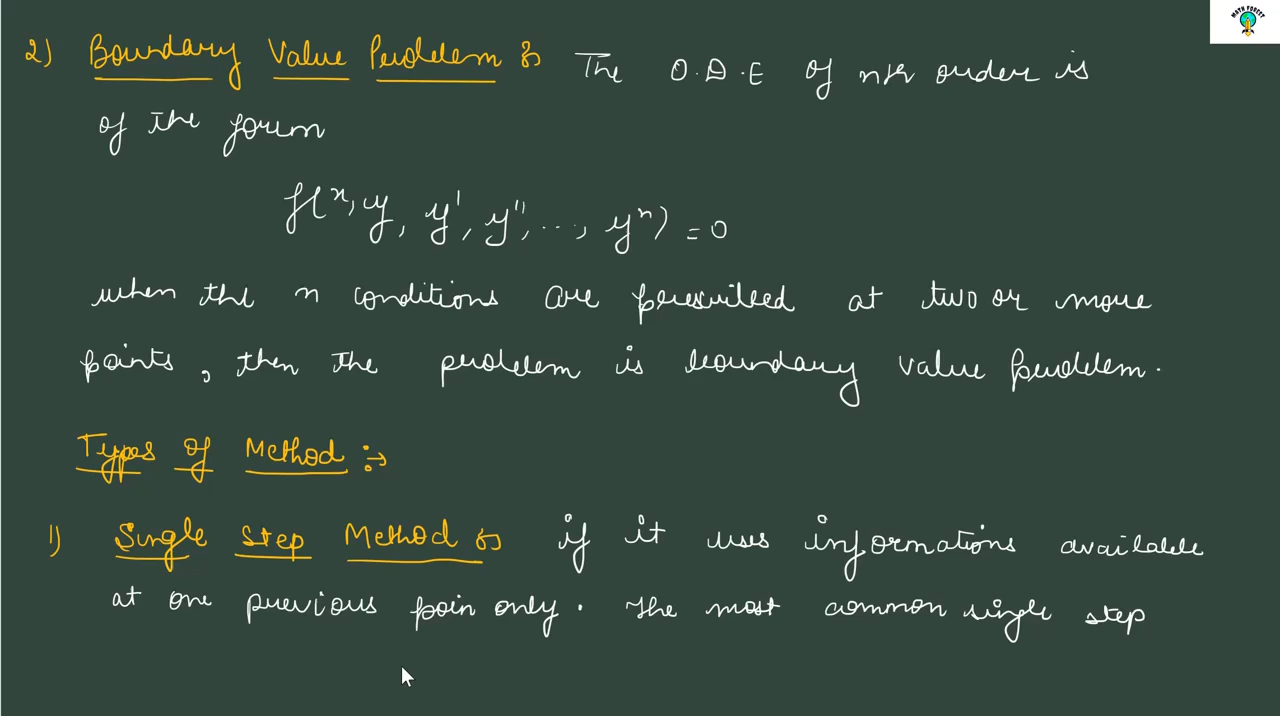 MATH FOREST
2) Boundary Value Problem :- The O.D.E of nth order is
of the form
f(x, y, y', y'', ..., yⁿ) = 0
when the n conditions are prescribed at two or more
points, then the problem is boundary value problem.
Types of Method :→
1) Single step Method :- if it uses informations available
at one previous poin only. The most common single step